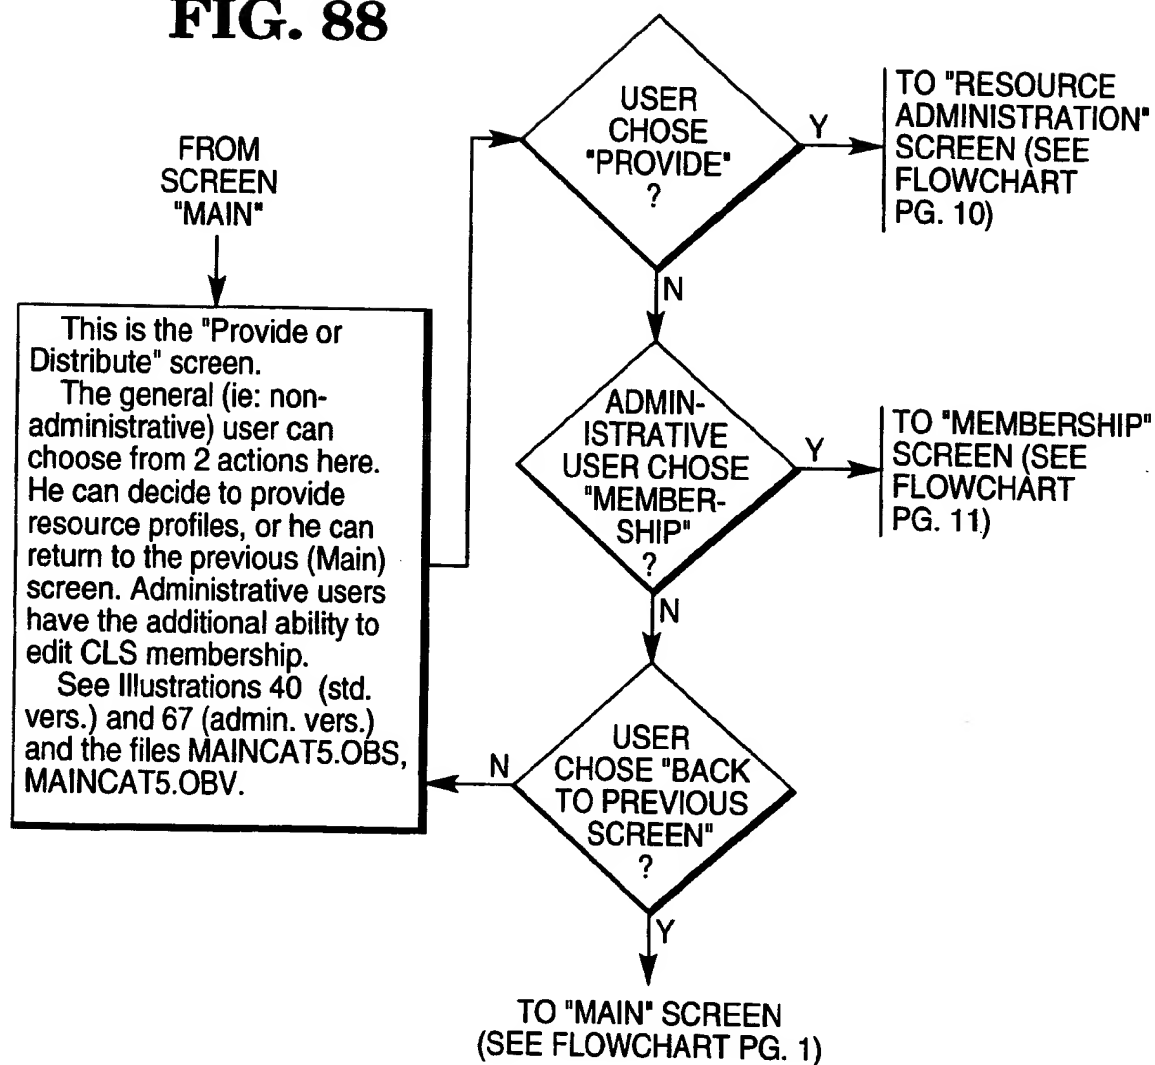 FIG. 88
FROM
SCREEN
"MAIN"
This is the "Provide or
Distribute" screen.
The general (ie: non-
administrative) user can
choose from 2 actions here.
He can decide to provide
resource profiles, or he can
return to the previous (Main)
screen. Administrative users
have the additional ability to
edit CLS membership.
See Illustrations 40 (std.
vers.) and 67 (admin. vers.)
and the files MAINCAT5.OBS,
MAINCAT5.OBV.
USER
CHOSE
"PROVIDE"
?
Y
TO "RESOURCE
ADMINISTRATION"
SCREEN (SEE
FLOWCHART
PG. 10)
N
ADMIN-
ISTRATIVE
USER CHOSE
"MEMBER-
SHIP"
?
Y
TO "MEMBERSHIP"
SCREEN (SEE
FLOWCHART
PG. 11)
N
USER
CHOSE "BACK
TO PREVIOUS
SCREEN"
?
N
Y
TO "MAIN" SCREEN
(SEE FLOWCHART PG. 1)